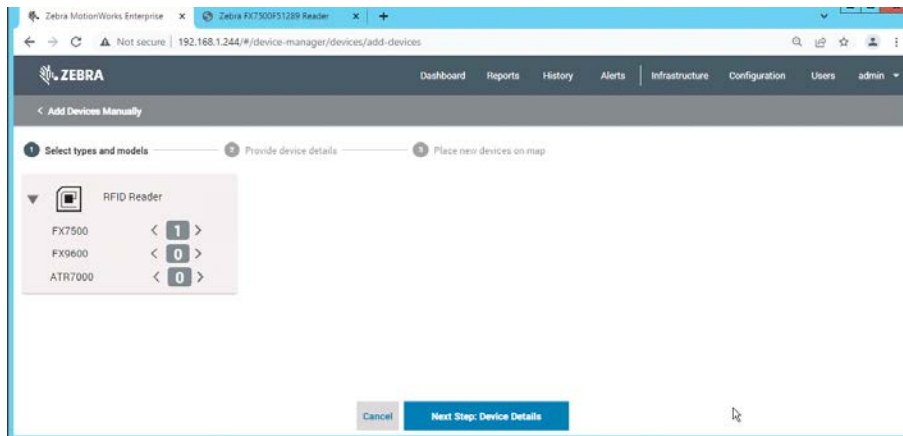 Zebra MotionWorks Enterprise
Zebra FX7500F51289 Reader
Not secure 192.168.1.244/#/device-manager/devices/add-devices
ZEBRA
Dashboard Reports History Alerts Infrastructure Configuration Users admin
< Add Devices Manually
1 Select types and models 2 Provide device details 3 Place new devices on map
RFID Reader
FX7500 < 1 >
FX9600 < 0 >
ATR7000 < 0 >
Cancel Next Step: Device Details